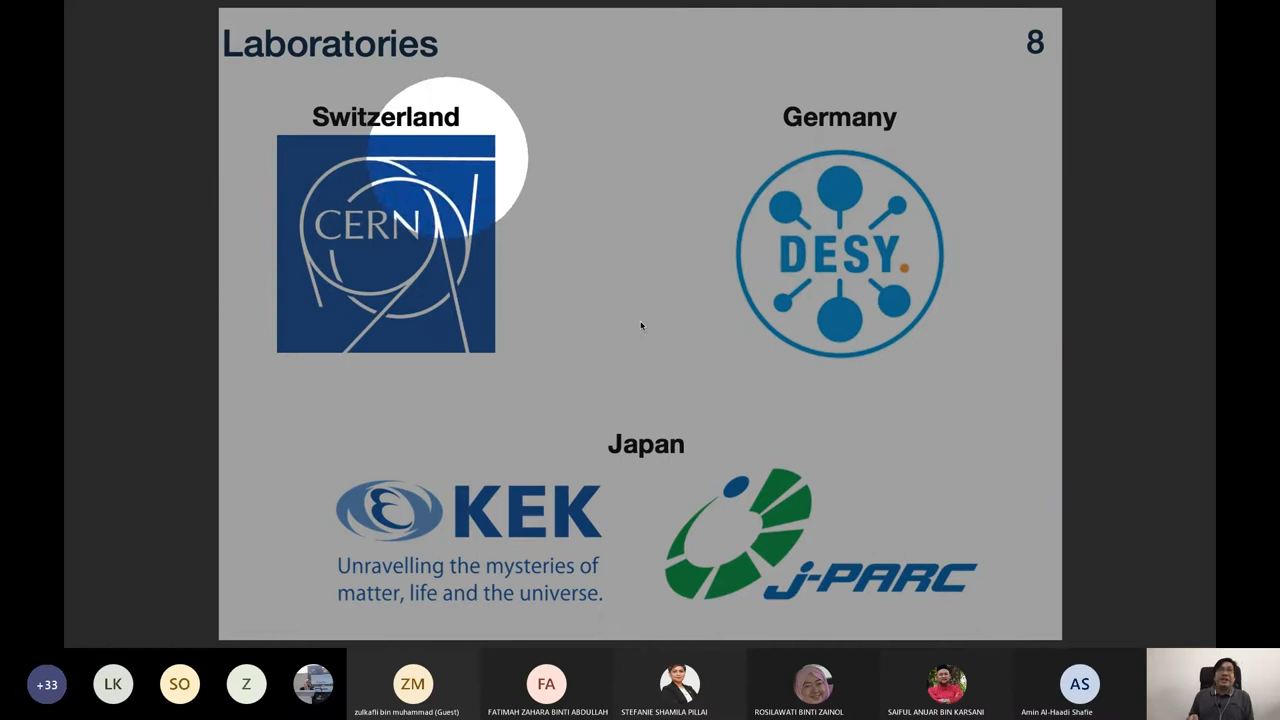 Laboratories
8
Switzerland
Germany
CERN
DESY.
Japan
KEK
Unravelling the mysteries of
matter, life and the universe.
J-PARC
+33
LK
SO
Z
ZM
FA
AS
zulkafli bin muhammad (Guest)
FATIMAH ZAHARA BINTI ABDULLAH
STEFANIE SHAMILA PILLAI
ROSILAWATI BINTI ZAINOL
SAIFUL ANUAR BIN KARSANI
Amin Al-Haadi Shafie